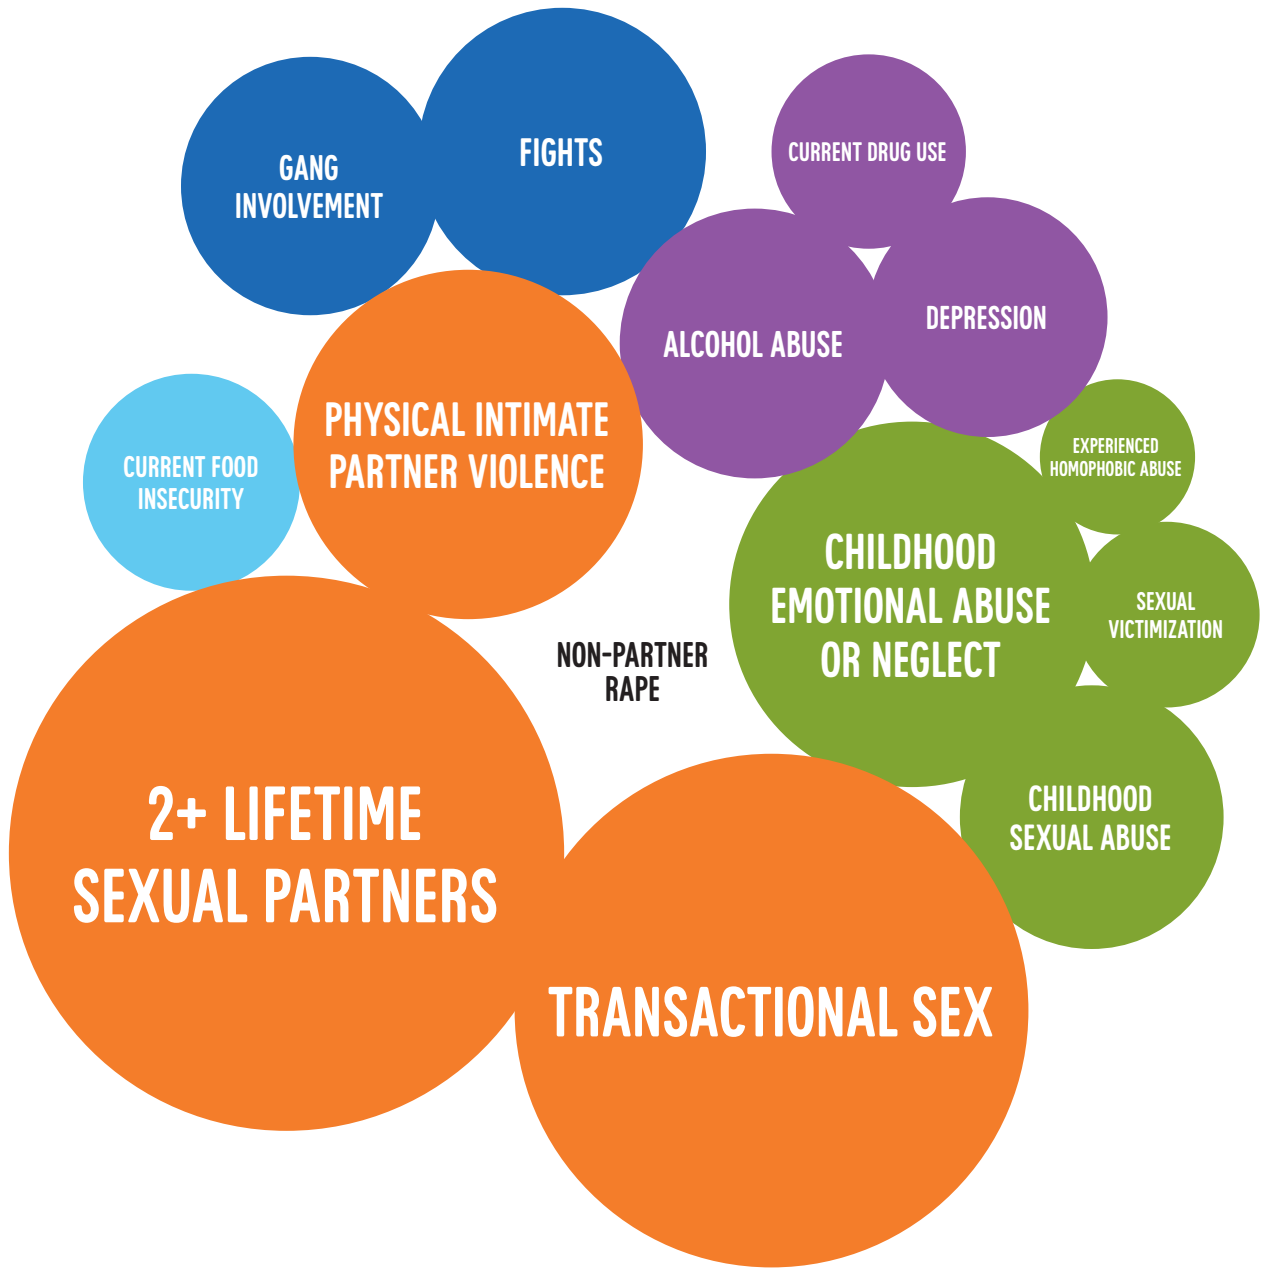 GANG
INVOLVEMENT
FIGHTS
CURRENT DRUG USE
ALCOHOL ABUSE
DEPRESSION
PHYSICAL INTIMATE
PARTNER VIOLENCE
CURRENT FOOD
INSECURITY
EXPERIENCED
HOMOPHOBIC ABUSE
CHILDHOOD
EMOTIONAL ABUSE
OR NEGLECT
SEXUAL
VICTIMIZATION
NON-PARTNER
RAPE
2+ LIFETIME
SEXUAL PARTNERS
CHILDHOOD
SEXUAL ABUSE
TRANSACTIONAL SEX